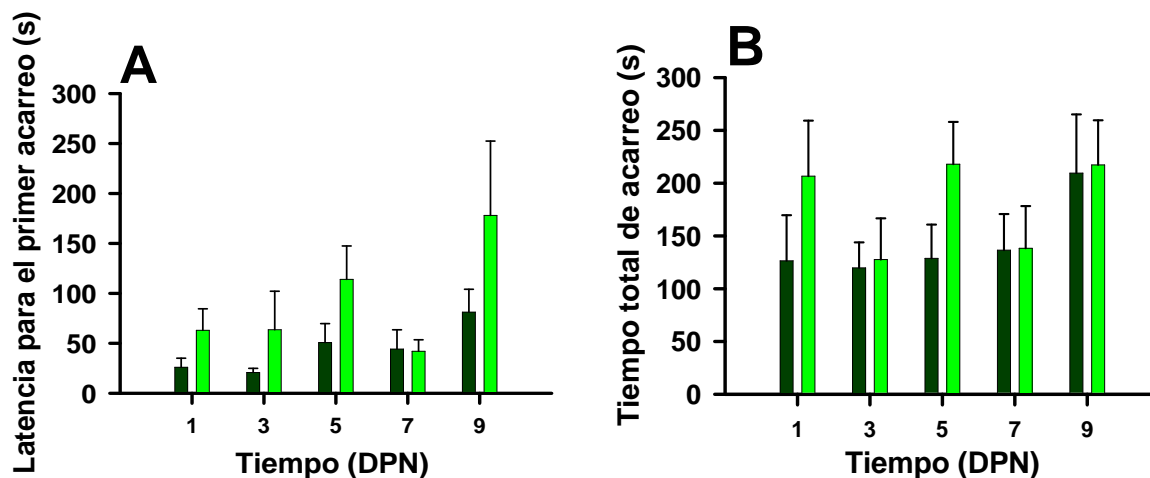 A
Latencia para el primer acarreo (s)
300
250
200
150
100
50
0
1 3 5 7 9
Tiempo (DPN)
B
Tiempo total de acarreo (s)
300
250
200
150
100
50
0
1 3 5 7 9
Tiempo (DPN)